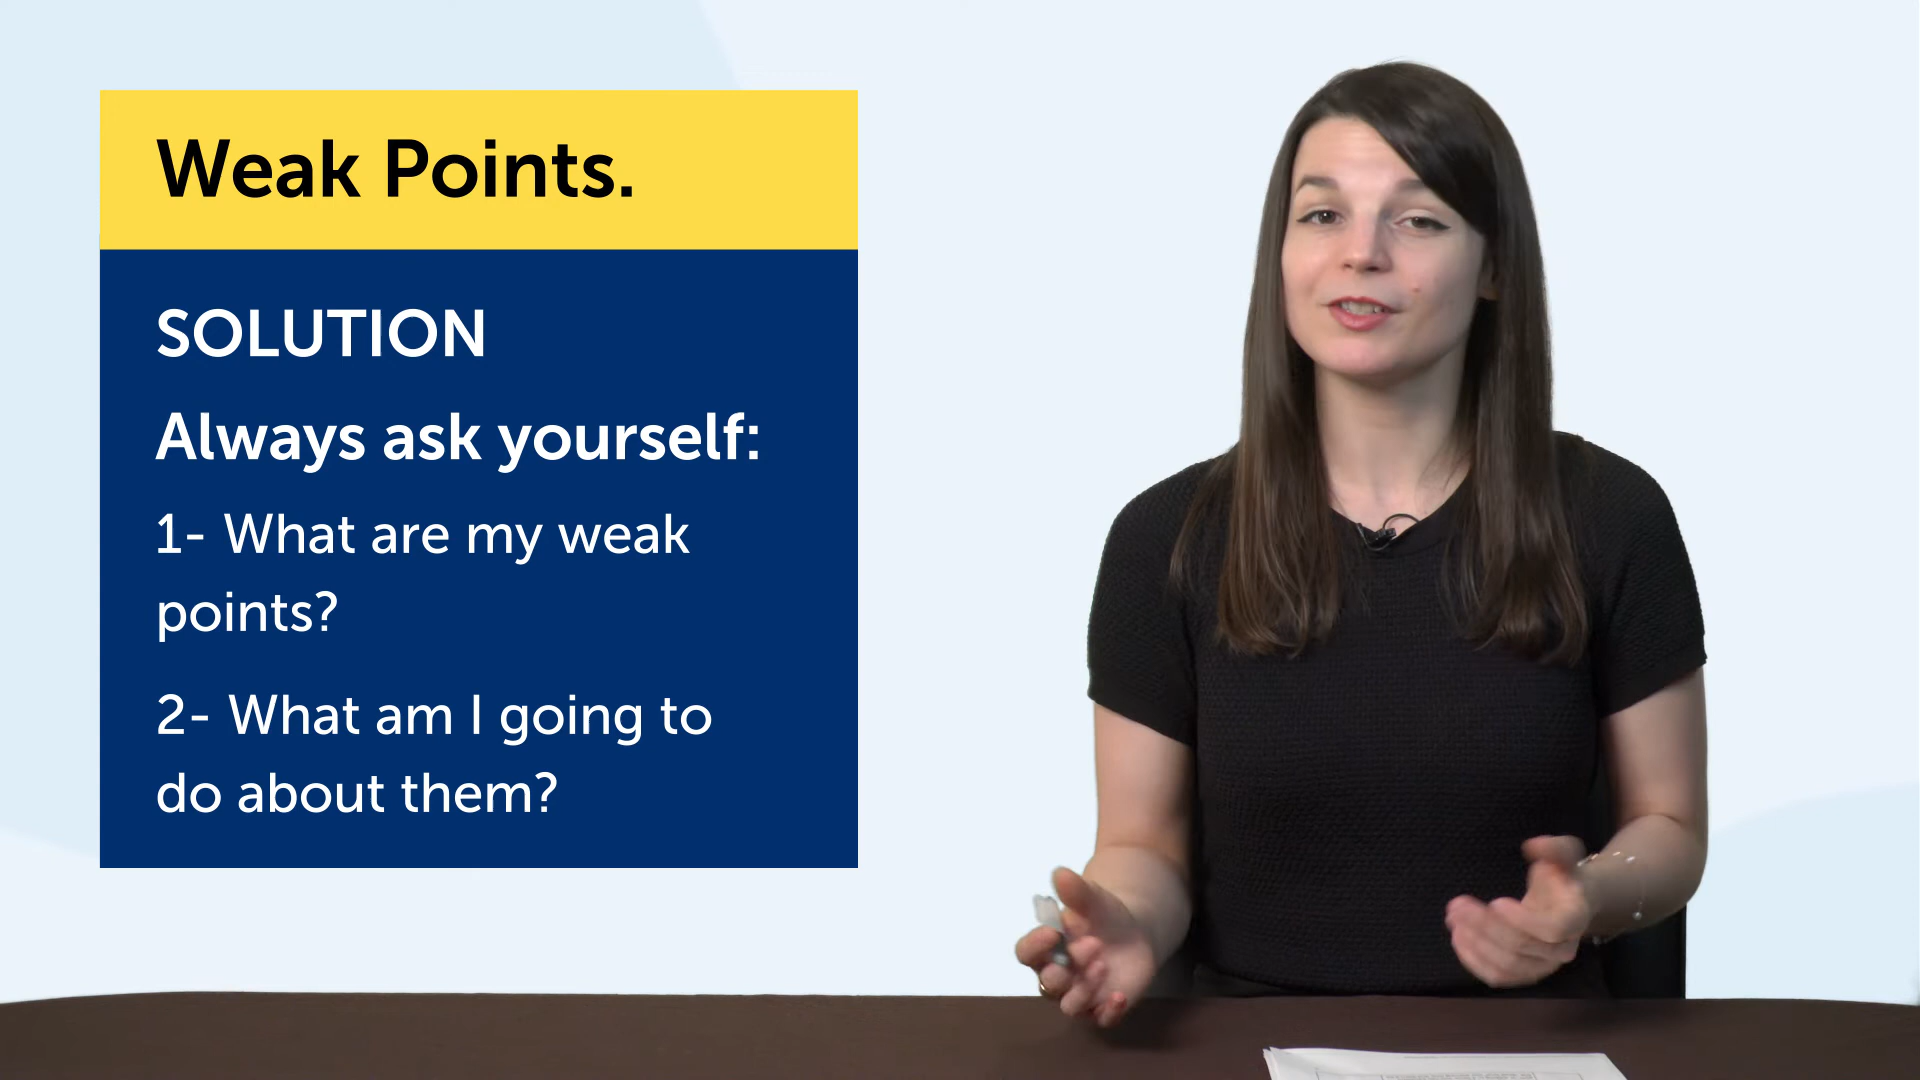 Weak Points.
SOLUTION
Always ask yourself:
1- What are my weak
points?
2- What am I going to
do about them?